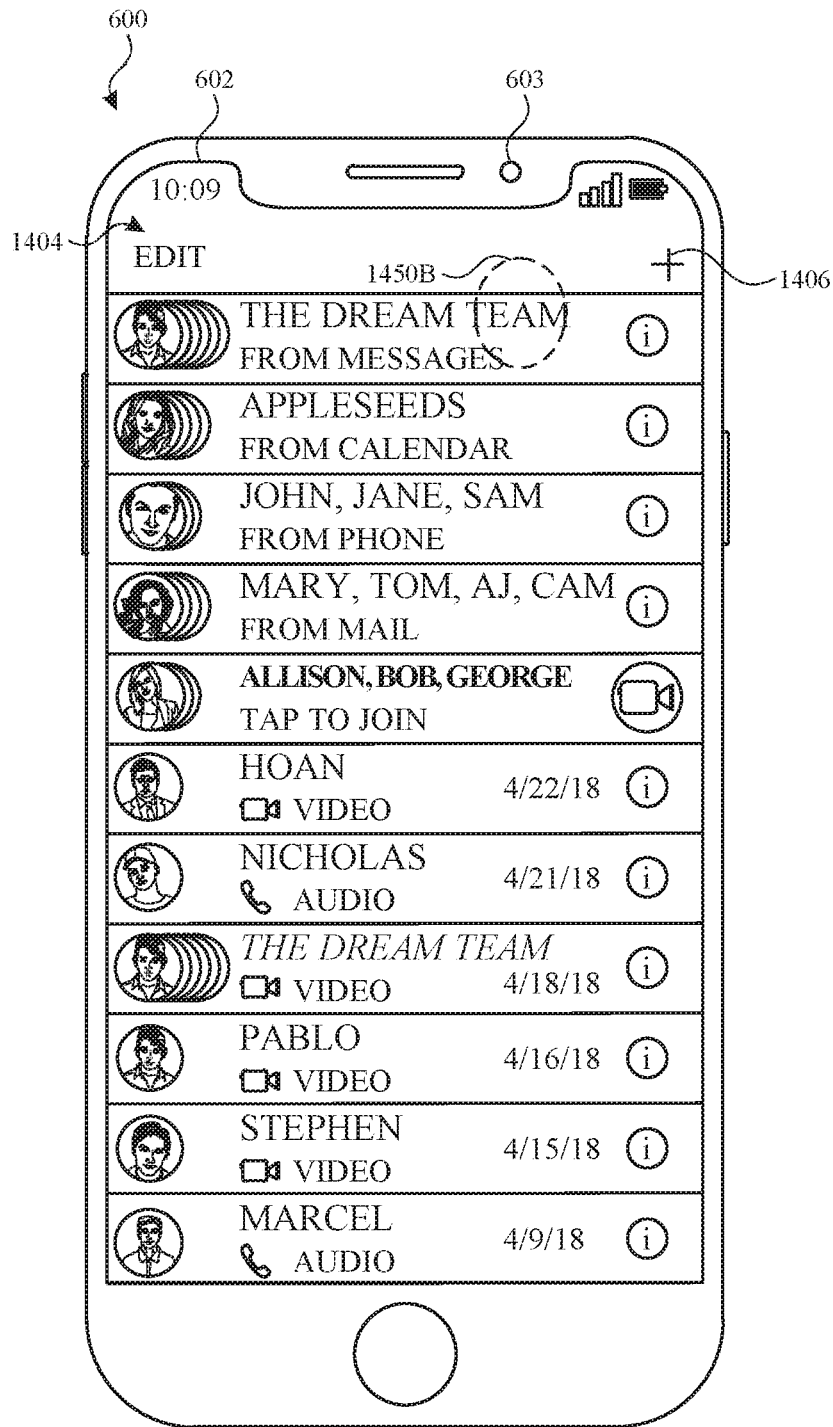 600
602
603
10:09
1404
EDIT
1450B
+
1406
THE DREAM TEAM
FROM MESSAGES
i
APPLESEEDS
FROM CALENDAR
i
JOHN, JANE, SAM
FROM PHONE
i
MARY, TOM, AJ, CAM
FROM MAIL
i
ALLISON, BOB, GEORGE
TAP TO JOIN
HOAN
VIDEO
4/22/18
i
NICHOLAS
AUDIO
4/21/18
i
THE DREAM TEAM
VIDEO
4/18/18
i
PABLO
VIDEO
4/16/18
i
STEPHEN
VIDEO
4/15/18
i
MARCEL
AUDIO
4/9/18
i